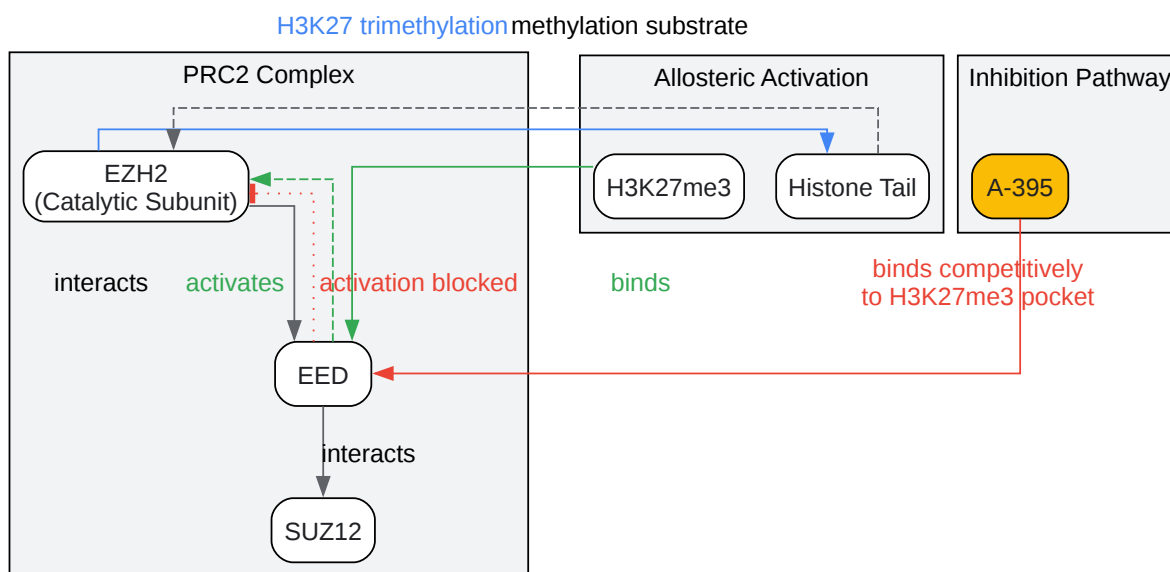 H3K27 trimethylation methylation substrate
PRC2 Complex
Allosteric Activation
Inhibition Pathway
EZH2
(Catalytic Subunit)
H3K27me3
Histone Tail
A-395
interacts
activates
activation blocked
binds
binds competitively
to H3K27me3 pocket
EED
interacts
SUZ12